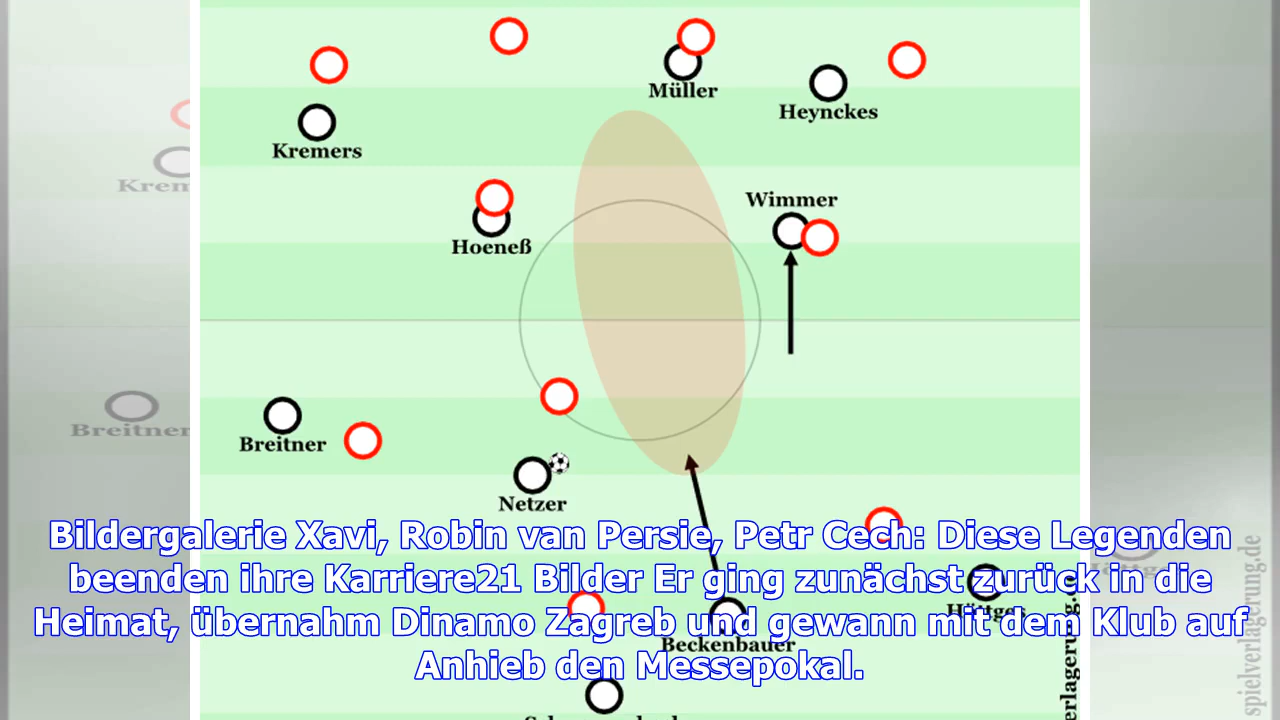 Müller
Heynckes
Kremers
Wimmer
Hoeneß
Breitner
Netzer
Bildergalerie Xavi, Robin van Persie, Petr Cech: Diese Legenden
beenden ihre Karriere21 Bilder Er ging zunächst zurück in die
Heimat, übernahm Dinamo Zagreb und gewann mit dem Klub auf
Anhieb den Messepokal.
Beckenbauer
Breitner
spielverlagerung.de